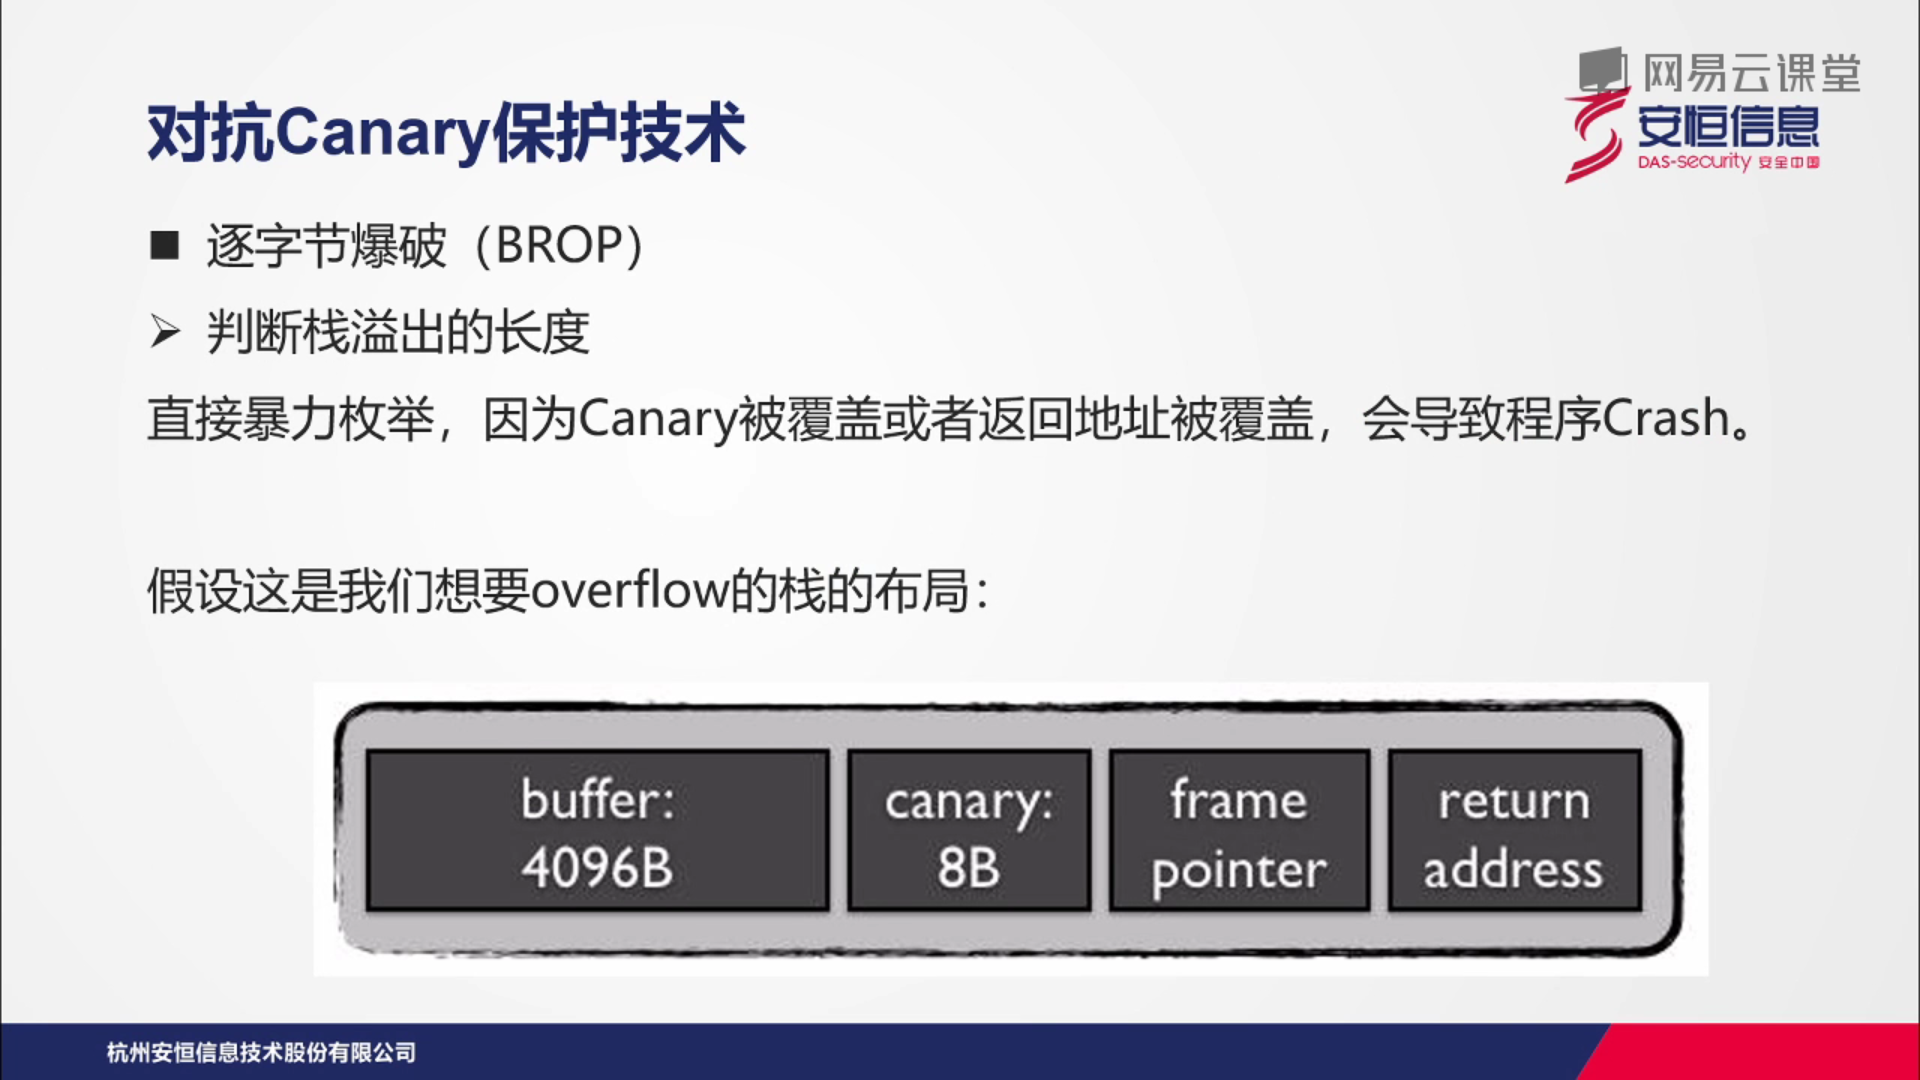 网易云课堂
安恒信息
DAS-security 安全中国
对抗Canary保护技术
■ 逐字节爆破（BROP）
➢ 判断栈溢出的长度
直接暴力枚举，因为Canary被覆盖或者返回地址被覆盖，会导致程序Crash。
假设这是我们想要overflow的栈的布局：
buffer:
4096B
canary:
8B
frame
pointer
return
address
杭州安恒信息技术股份有限公司